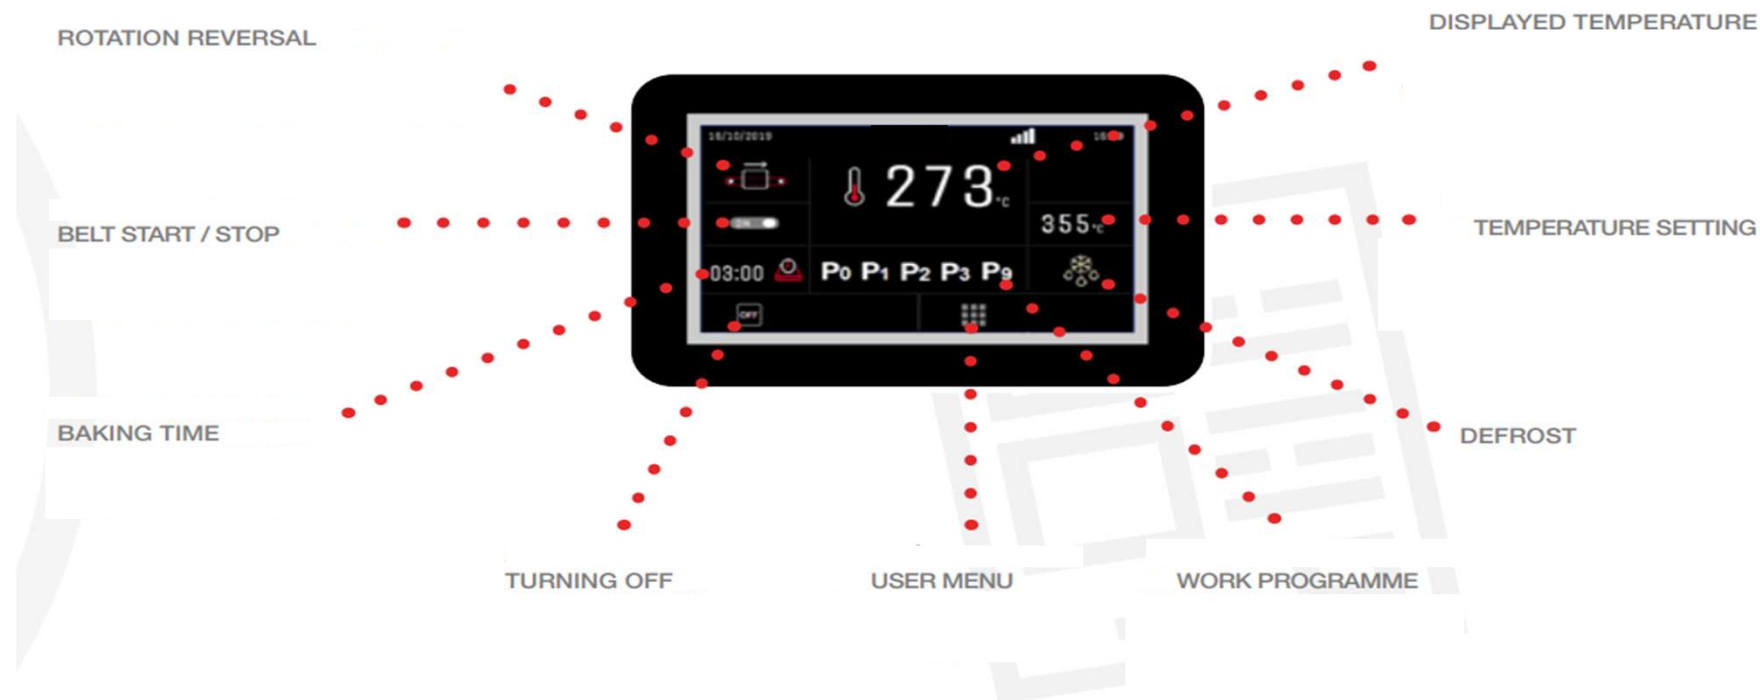 ROTATION REVERSAL
DISPLAYED TEMPERATURE
16/10/2019
273°C
BELT START / STOP
355°C
TEMPERATURE SETTING
03:00 P0 P1 P2 P3 P9
OFF
BAKING TIME
DEFROST
TURNING OFF
USER MENU
WORK PROGRAMME